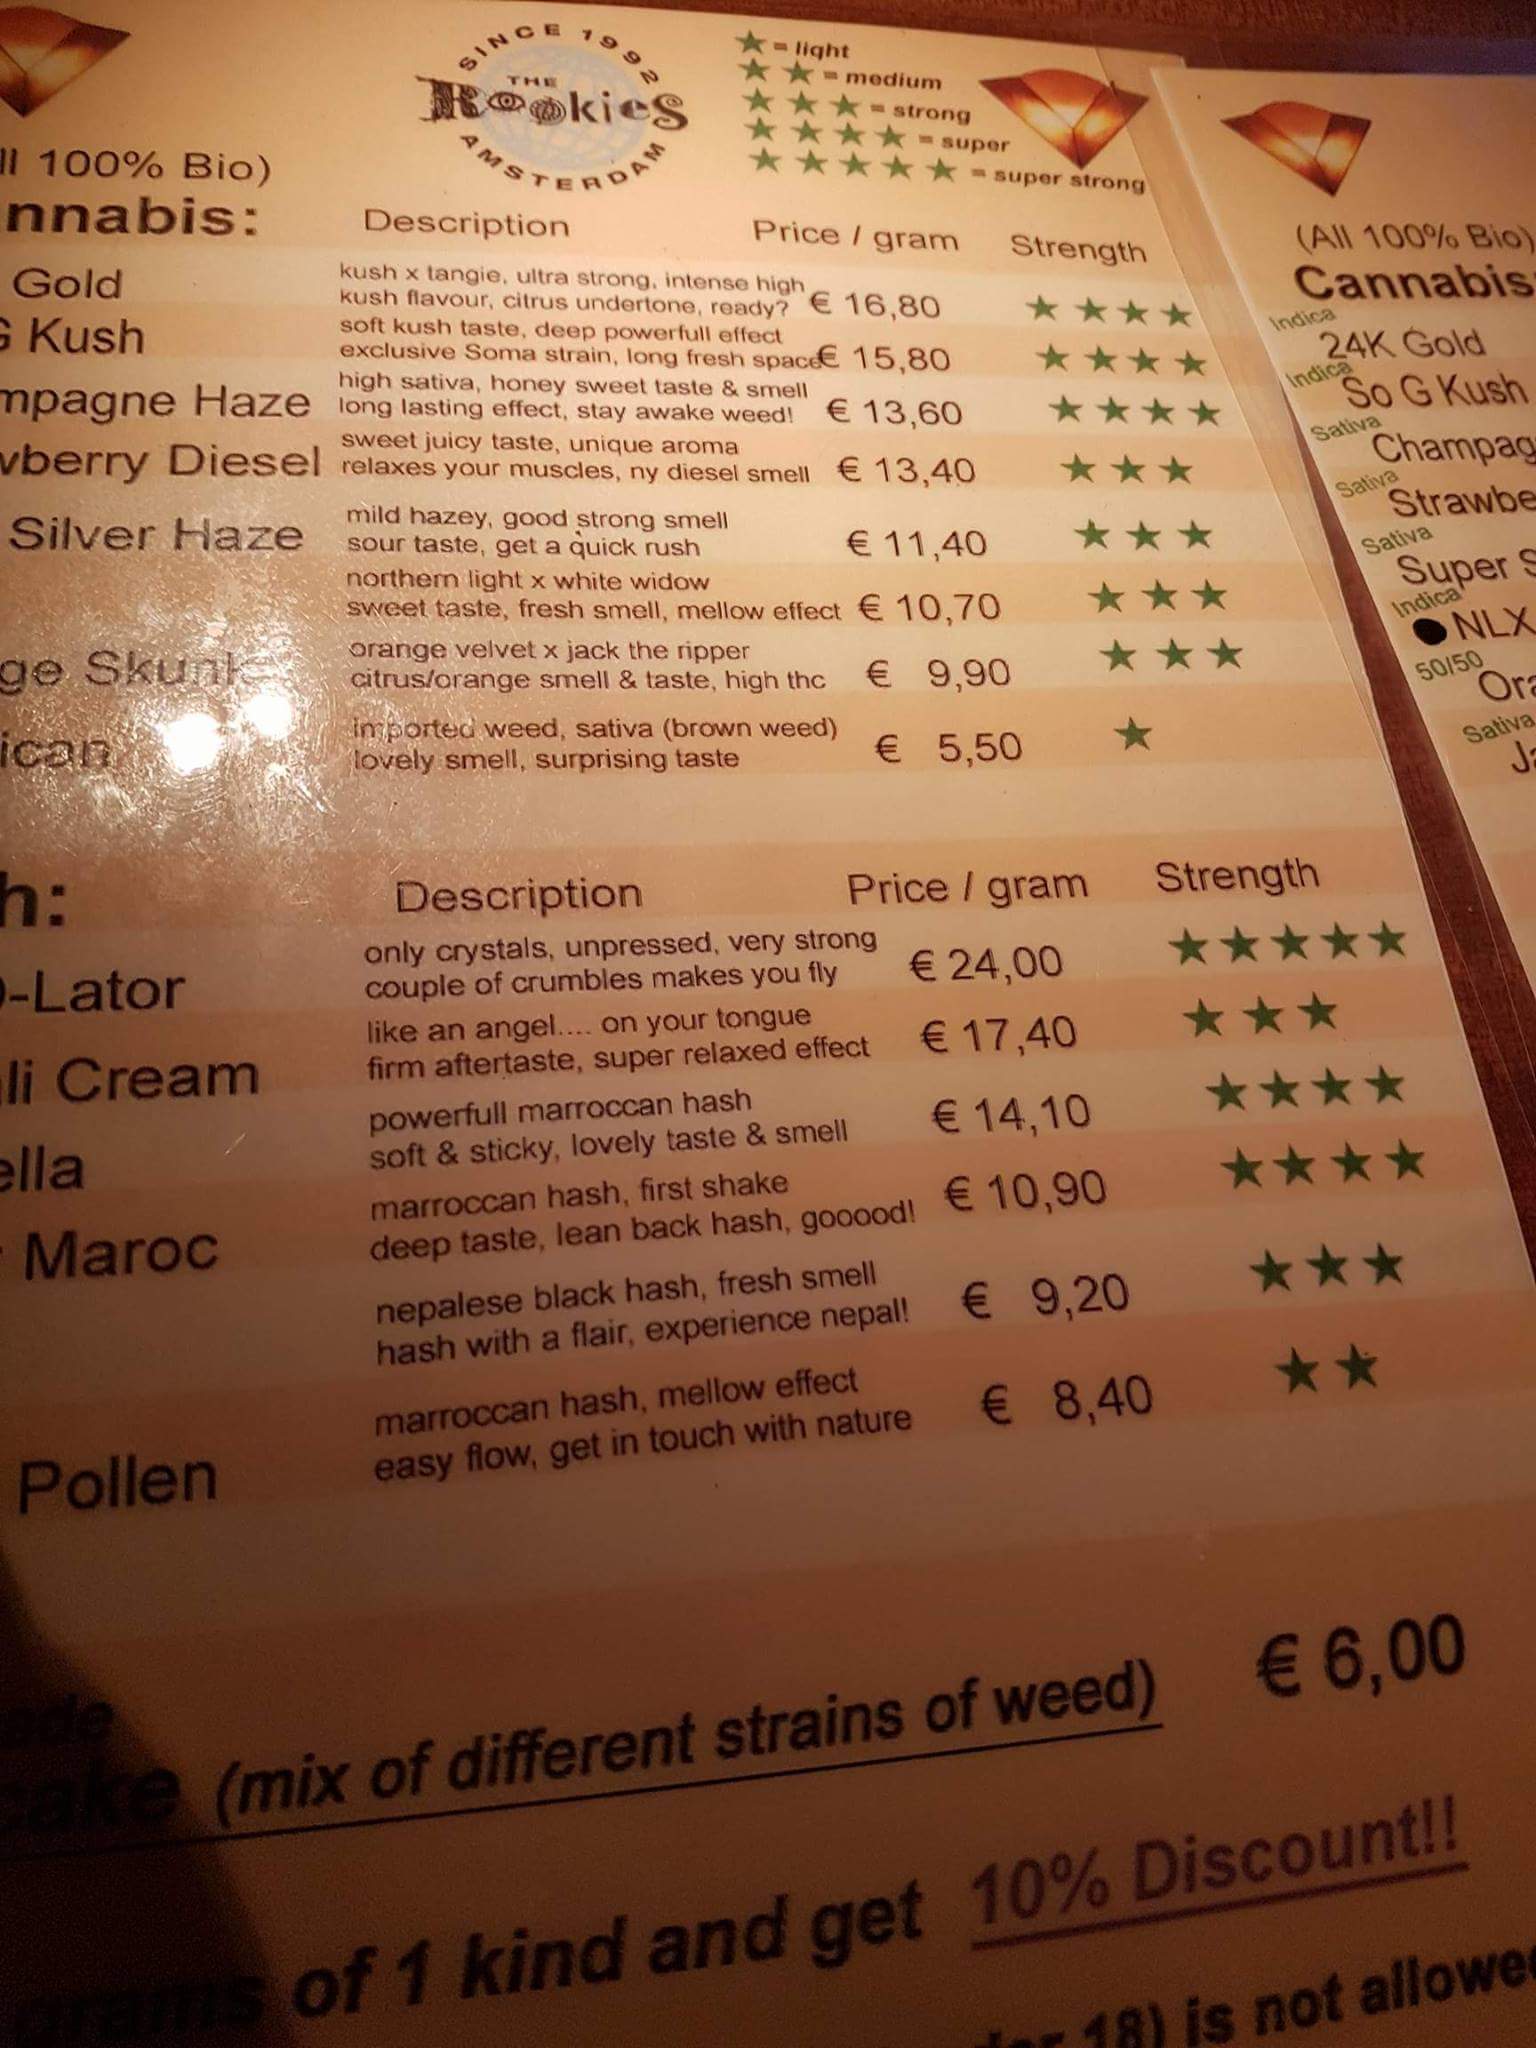 SINCE 1992
THE
RookieS
AMSTERDAM
= light
= medium
= strong
= super
= super strong
100% Bio)
Description Price / gram Strength
Gold
kush x tangie, ultra strong, intense high
kush flavour, citrus undertone, ready? € 16,80
G Kush
soft kush taste, deep powerfull effect
exclusive Soma strain, long fresh space € 15,80
mpagne Haze
high sativa, honey sweet taste & smell
long lasting effect, stay awake weed! € 13,60
wberry Diesel
sweet juicy taste, unique aroma
relaxes your muscles, ny diesel smell € 13,40
Silver Haze
mild hazey, good strong smell
sour taste, get a quick rush € 11,40
northern light x white widow
sweet taste, fresh smell, mellow effect € 10,70
ge Skunk
orange velvet x jack the ripper
citrus/orange smell & taste, high thc € 9,90
ican
imported weed, sativa (brown weed)
lovely smell, surprising taste € 5,50
h:
Description Price / gram Strength
-Lator
only crystals, unpressed, very strong
couple of crumbles makes you fly € 24,00
li Cream
like an angel.... on your tongue
firm aftertaste, super relaxed effect € 17,40
ella
powerfull marroccan hash
soft & sticky, lovely taste & smell € 14,10
Maroc
marroccan hash, first shake
deep taste, lean back hash, gooood! € 10,90
nepalese black hash, fresh smell
hash with a flair, experience nepal! € 9,20
Pollen
marroccan hash, mellow effect
easy flow, get in touch with nature € 8,40
ade
cake (mix of different strains of weed) € 6,00
grams of 1 kind and get 10% Discount!!
18) is not allowe
(All 100% Bio)
Cannabis
Indica
24K Gold
Indica
So G Kush
Sativa
Champag
Sativa
Strawbe
Sativa
Super S
Indica
NLX
50/50
Ora
Sativa
Ja